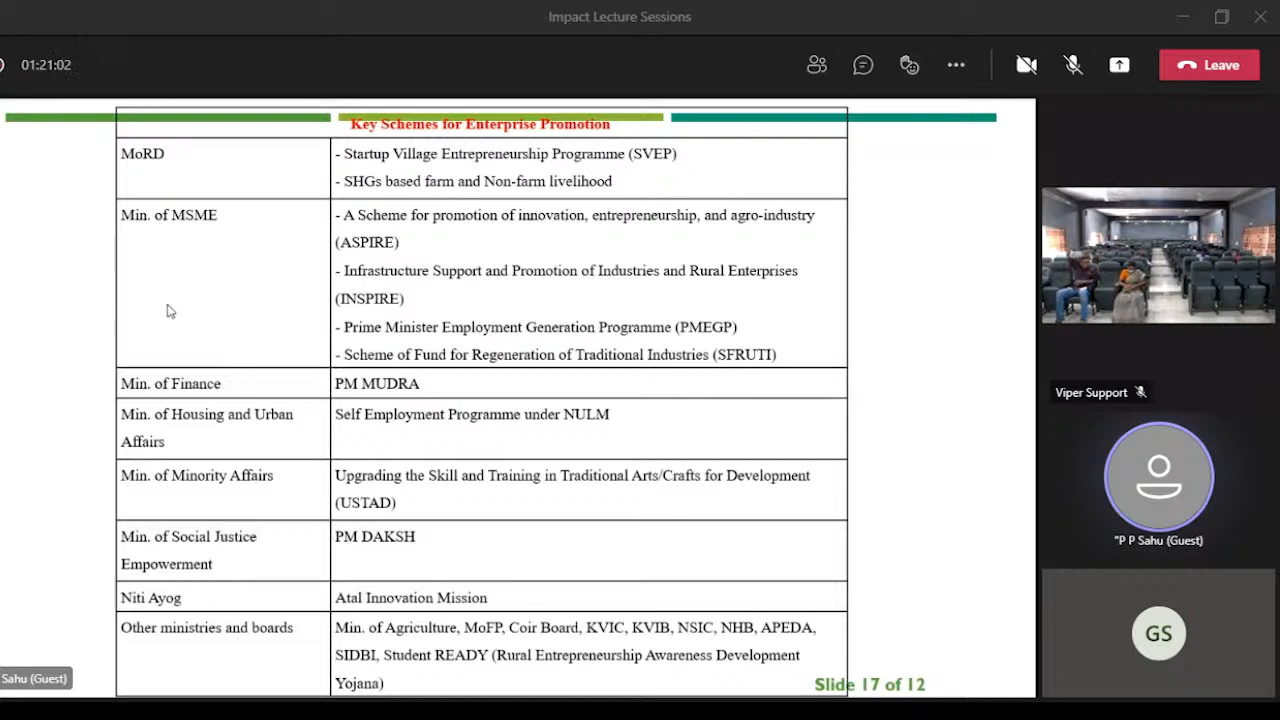 Impact Lecture Sessions
01:21:02
Leave
Key Schemes for Enterprise Promotion
MoRD
- Startup Village Entrepreneurship Programme (SVEP)
- SHGs based farm and Non-farm livelihood
Min. of MSME
- A Scheme for promotion of innovation, entrepreneurship, and agro-industry
(ASPIRE)
- Infrastructure Support and Promotion of Industries and Rural Enterprises
(INSPIRE)
- Prime Minister Employment Generation Programme (PMEGP)
- Scheme of Fund for Regeneration of Traditional Industries (SFRUTI)
Min. of Finance
PM MUDRA
Min. of Housing and Urban
Affairs
Self Employment Programme under NULM
Min. of Minority Affairs
Upgrading the Skill and Training in Traditional Arts/Crafts for Development
(USTAD)
Min. of Social Justice
Empowerment
PM DAKSH
Niti Ayog
Atal Innovation Mission
Other ministries and boards
Min. of Agriculture, MoFP, Coir Board, KVIC, KVIB, NSIC, NHB, APEDA,
SIDBI, Student READY (Rural Entrepreneurship Awareness Development
Yojana)
Slide 17 of 12
Sahu (Guest)
Viper Support
"P P Sahu (Guest)
GS